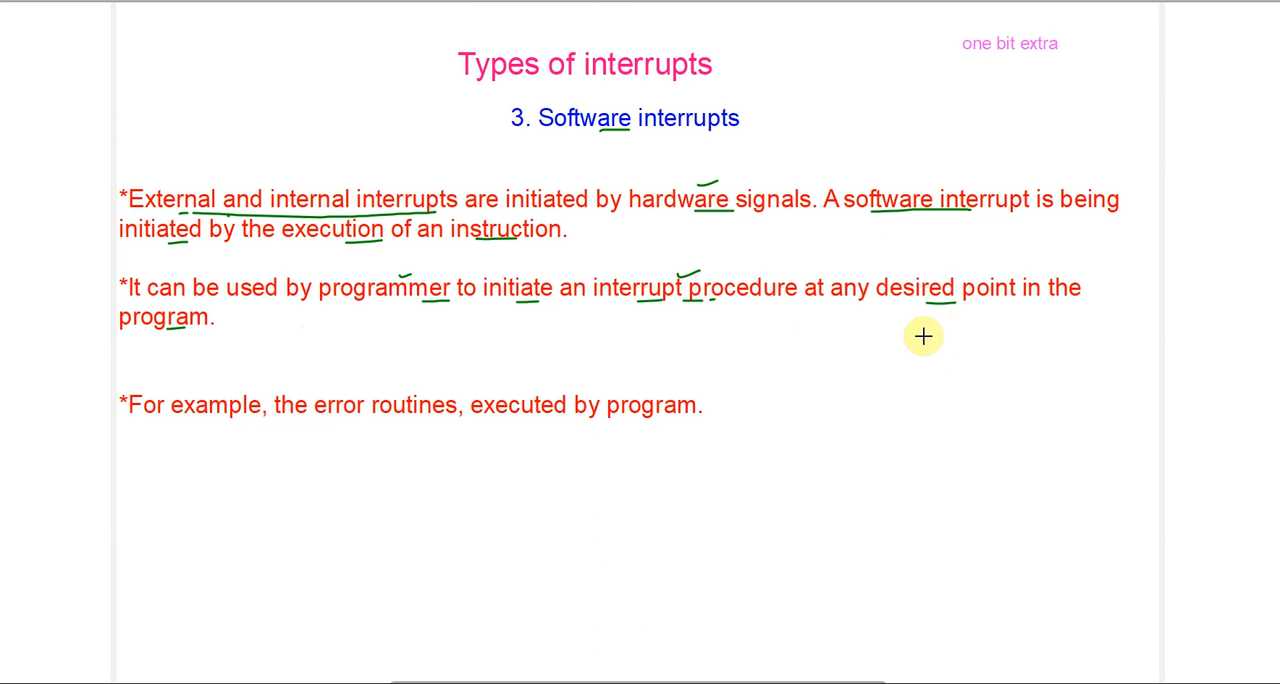 one bit extra
Types of interrupts
3. Software interrupts
*External and internal interrupts are initiated by hardware signals. A software interrupt is being
initiated by the execution of an instruction.
*It can be used by programmer to initiate an interrupt procedure at any desired point in the
program.
*For example, the error routines, executed by program.